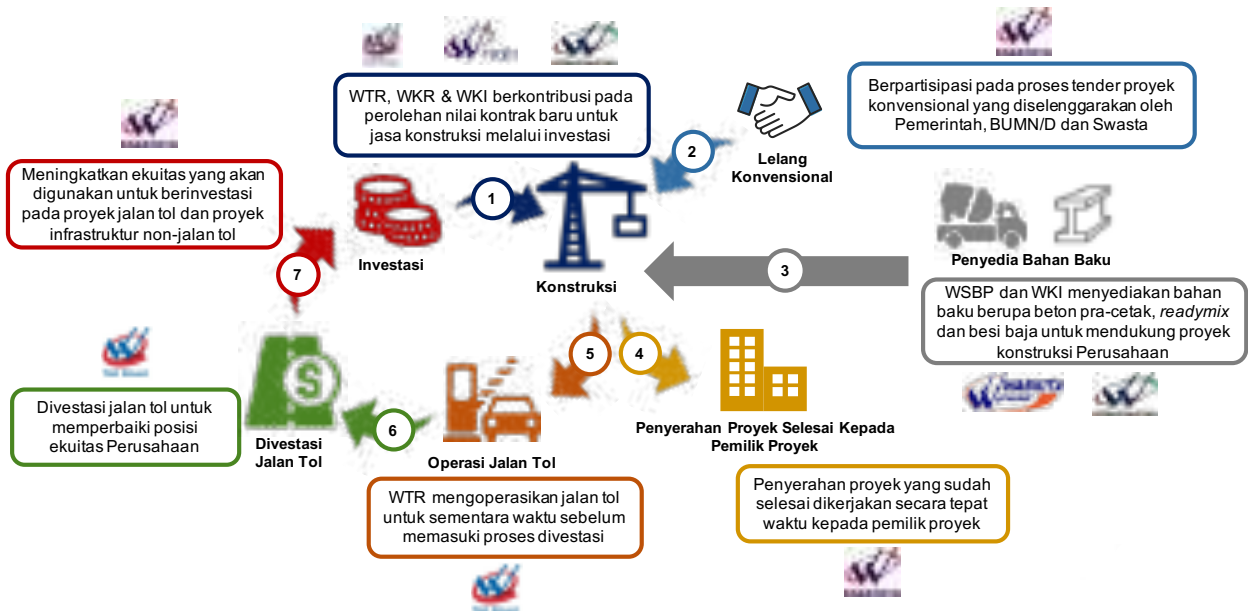 WTR, WKR & WKI berkontribusi pada
perolehan nilai kontrak baru untuk
jasa konstruksi melalui investasi
Berpartisipasi pada proses tender proyek
konvensional yang diselenggarakan oleh
Pemerintah, BUMN/D dan Swasta
Meningkatkan ekuitas yang akan
digunakan untuk berinvestasi
pada proyek jalan tol dan proyek
infrastruktur non-jalan tol
2
Lelang
Konvensional
1
7
Investasi
Konstruksi
3
Penyedia Bahan Baku
WSBP dan WKI menyediakan bahan
baku berupa beton pra-cetak, readymix
dan besi baja untuk mendukung proyek
konstruksi Perusahaan
5
4
Divestasi jalan tol untuk
memperbaiki posisi
ekuitas Perusahaan
S
Divestasi
Jalan Tol
6
Operasi Jalan Tol
Penyerahan Proyek Selesai Kepada
Pemilik Proyek
WTR mengoperasikan jalan tol
untuk sementara waktu sebelum
memasuki proses divestasi
Penyerahan proyek yang sudah
selesai dikerjakan secara tepat
waktu kepada pemilik proyek